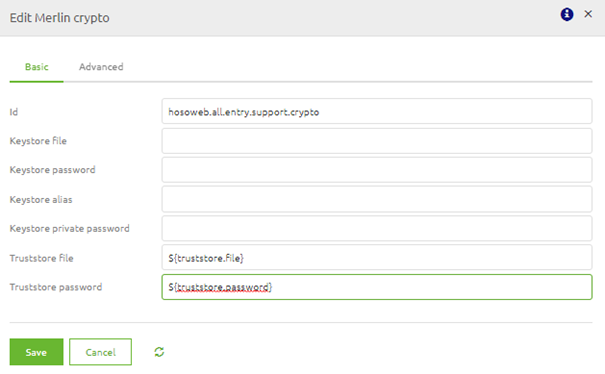 Edit Merlin crypto
Basic Advanced
Id hosoweb.all.entry.support.crypto
Keystore file
Keystore password
Keystore alias
Keystore private password
Truststore file ${truststore.file}
Truststore password ${truststore.password}
Save Cancel